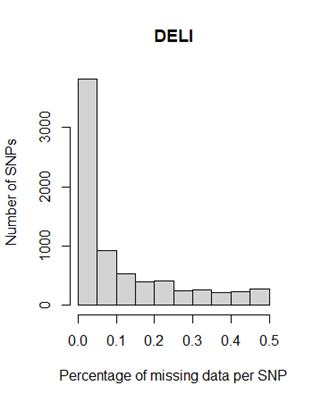 DELI
Number of SNPs
3000
2000
1000
0
0.0 0.1 0.2 0.3 0.4 0.5
Percentage of missing data per SNP